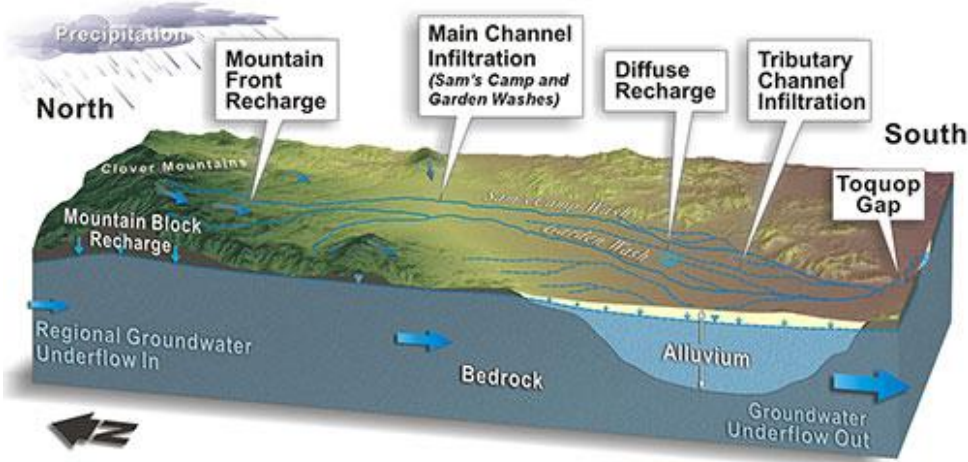 Precipitation
North
Mountain
Front
Recharge
Main Channel
Infiltration
(Sam's Camp and
Garden Washes)
Diffuse
Recharge
Tributary
Channel
Infiltration
South
Toquop
Gap
Clover Mountains
Sam's Camp Wash
Garden Wash
Mountain Block
Recharge
Regional Groundwater
Underflow In
Bedrock
Alluvium
Groundwater
Underflow Out
N